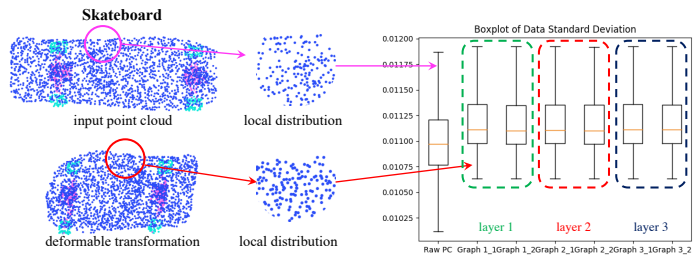 Skateboard
input point cloud
local distribution
deformable transformation
local distribution
Boxplot of Data Standard Deviation
0.01200
0.01175
0.01150
0.01125
0.01100
0.01075
0.01050
0.01025
layer 1
layer 2
layer 3
Raw PC Graph 1_1 Graph 1_2 Graph 2_1 Graph 2_2 Graph 3_1 Graph 3_2